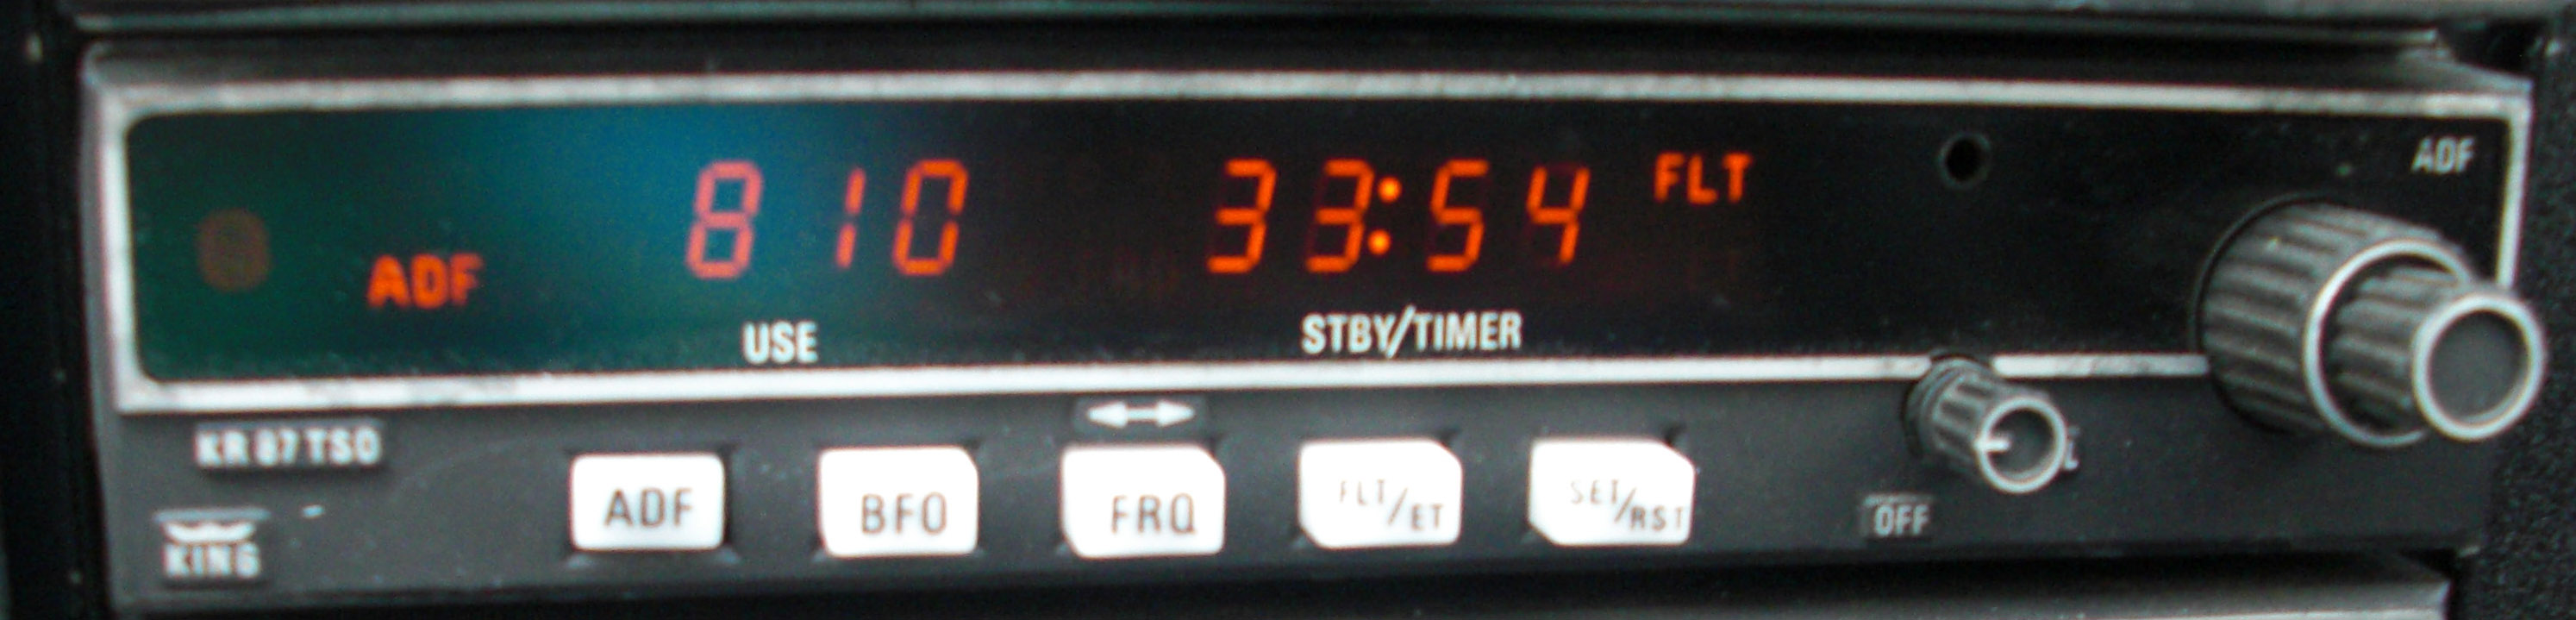 ADF
ADF 810 33:54 FLT
USE STBY/TIMER
KR 87 TSO
ADF BFO FRQ FLT/ET SET/RST
OFF
KING